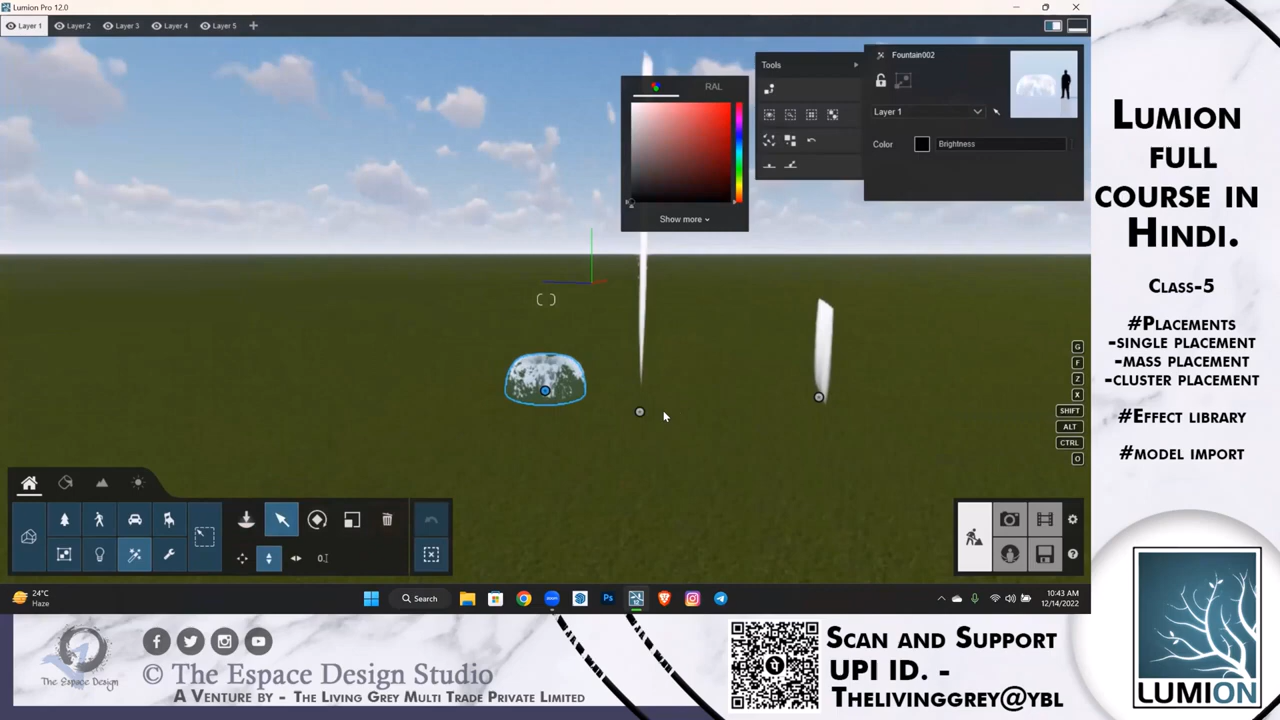 Lumion Pro 12.0
Layer 1
Layer 2
Layer 3
Layer 4
Layer 5
RAL
Show more
Tools
Fountain002
Layer 1
Color
Brightness
G
F
Z
X
SHIFT
ALT
CTRL
O
24°C
Haze
Search
Ps
10:43 AM
12/14/2022
LUMION
FULL
COURSE IN
HINDI.
CLASS-5
#PLACEMENTS
-SINGLE PLACEMENT
-MASS PLACEMENT
-CLUSTER PLACEMENT
#EFFECT LIBRARY
#MODEL IMPORT
The Espace Design
© THE ESPACE DESIGN STUDIO
A VENTURE BY - THE LIVING GREY MULTI TRADE PRIVATE LIMITED
SCAN AND SUPPORT
UPI ID. -
THELIVINGGREY@YBL
LUMION